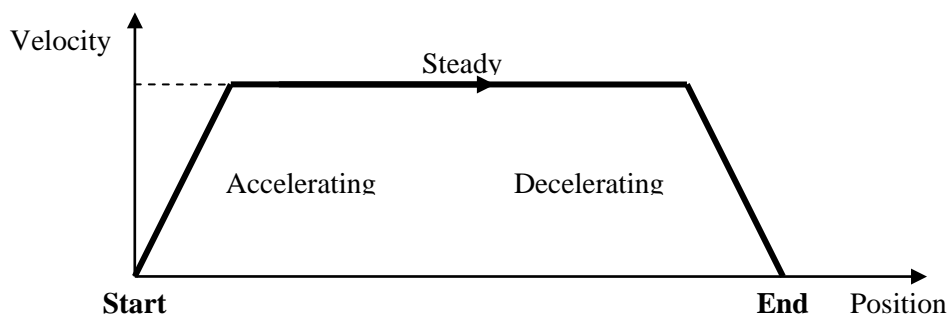 Velocity
Steady
Accelerating
Decelerating
Start
End
Position